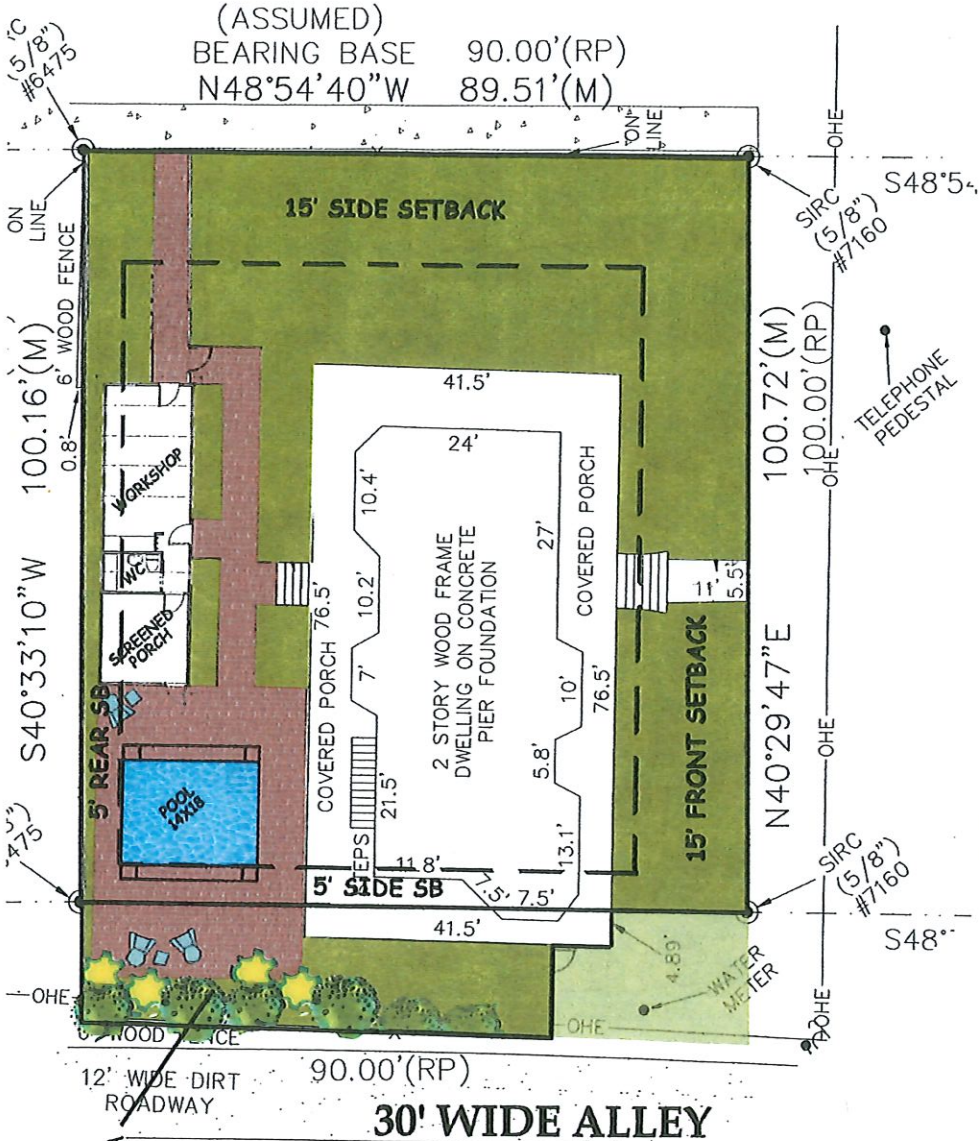 (ASSUMED)
BEARING BASE 90.00'(RP)
N48°54'40"W 89.51'(M)
(5/8")
#6475
ON
LINE
OHE
ON
LINE
15' SIDE SETBACK
S48°5
SIRC
(5/8")
#7160
6' WOOD FENCE
0.8'
100.16'(M)
S40°33'10"W
100.72'(M)
100.00'(RP)
N40°29'47"E
TELEPHONE
PEDESTAL
OHE
41.5'
24'
10.4'
WORKSHOP
27'
COVERED PORCH
WC
10.2'
76.5'
2 STORY WOOD FRAME
DWELLING ON CONCRETE
PIER FOUNDATION
11'
5.5'
SCREENED
PORCH
7'
COVERED PORCH
10'
76.5'
15' FRONT SETBACK
5' REAR SB
5.8'
OHE
POOL
14X18
21.5'
13.1'
11.8'
5' SIDE SB
7.5'
7.5'
SIRC
(5/8")
#7160
41.5'
4.89'
S48°
WATER
METER
OHE
OHE
OHE
90.00'(RP)
12' WIDE DIRT
ROADWAY
30' WIDE ALLEY